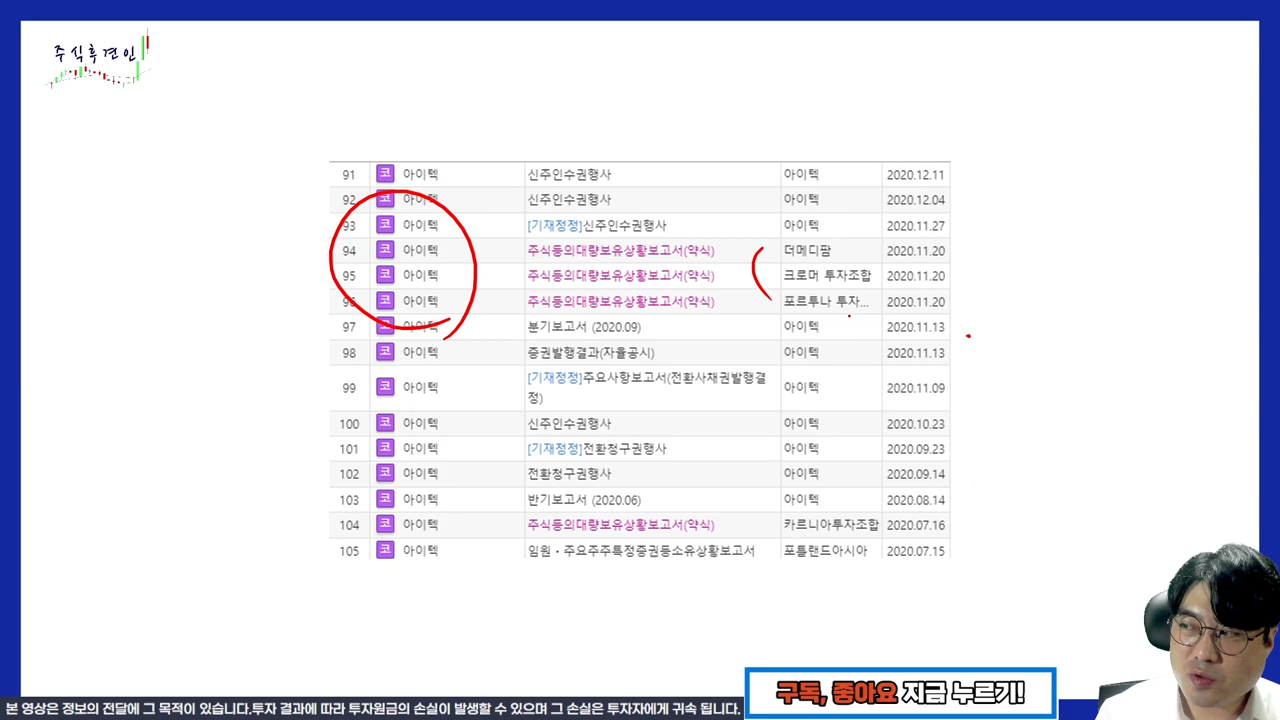 주식후견인
91 코 아이텍 신주인수권행사 아이텍 2020.12.11
92 코 아이텍 신주인수권행사 아이텍 2020.12.04
93 코 아이텍 [기재정정]신주인수권행사 아이텍 2020.11.27
94 코 아이텍 주식등의대량보유상황보고서(약식) 더메디팜 2020.11.20
95 코 아이텍 주식등의대량보유상황보고서(약식) 크로머 투자조합 2020.11.20
96 코 아이텍 주식등의대량보유상황보고서(약식) 포르투나 투자... 2020.11.20
97 코 아이텍 분기보고서 (2020.09) 아이텍 2020.11.13
98 코 아이텍 증권발행결과(자율공시) 아이텍 2020.11.13
99 코 아이텍 [기재정정]주요사항보고서(전환사채권발행결 아이텍 2020.11.09
정)
100 코 아이텍 신주인수권행사 아이텍 2020.10.23
101 코 아이텍 [기재정정]전환청구권행사 아이텍 2020.09.23
102 코 아이텍 전환청구권행사 아이텍 2020.09.14
103 코 아이텍 반기보고서 (2020.06) 아이텍 2020.08.14
104 코 아이텍 주식등의대량보유상황보고서(약식) 카르니아투자조합 2020.07.16
105 코 아이텍 임원ㆍ주요주주특정증권등소유상황보고서 포틀랜드아시아 2020.07.15
구독, 좋아요 지금 누르기!
본 영상은 정보의 전달에 그 목적이 있습니다.투자 결과에 따라 투자원금의 손실이 발생할 수 있으며 그 손실은 투자자에게 귀속 됩니다.